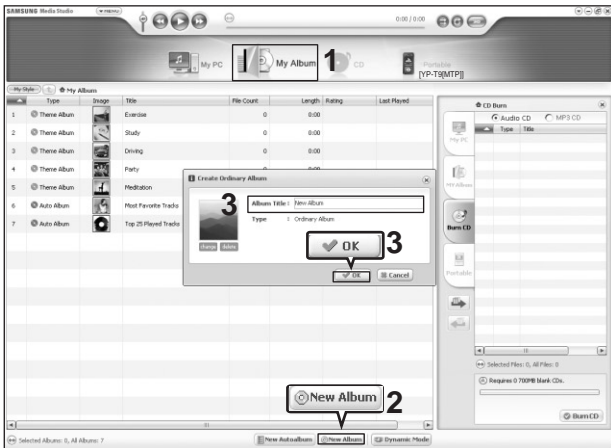 SAMSUNG Media Studio
MENU
0:00 / 0:00
My PC
My Album
1
CD
Portable
[YP-T9(MTP)]
My Style
My Album
Type Image Title File Count Length Rating Last Played
1 Theme Album Exercise 0 0:00
2 Theme Album Study 0 0:00
3 Theme Album Driving 0 0:00
4 Theme Album Party
5 Theme Album Meditation
6 Auto Album Most Favorite Tracks
7 Auto Album Top 25 Played Tracks
Create Ordinary Album
3
Album Title : New Album
Type : Ordinary Album
change delete
OK
3
OK Cancel
New Album
2
Selected Albums: 0, All Albums: 7
New Autoalbum New Album Dynamic Mode
CD Burn
Audio CD MP3 CD
Type Title
My PC
MY Album
Burn CD
Portable
Selected Files: 0, All Files: 0
Requires 0 700MB blank CDs.
Burn CD